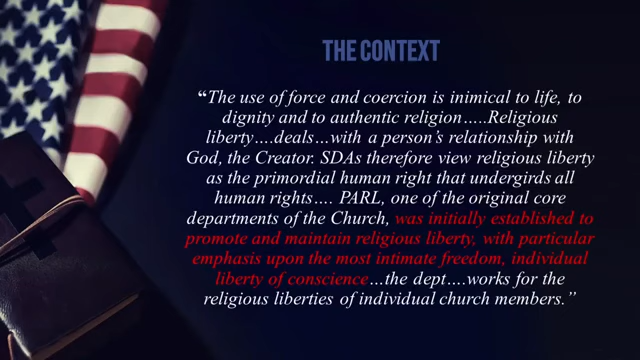 THE CONTEXT
“The use of force and coercion is inimical to life, to
dignity and to authentic religion…..Religious
liberty….deals…with a person’s relationship with
God, the Creator. SDAs therefore view religious liberty
as the primordial human right that undergirds all
human rights…. PARL, one of the original core
departments of the Church, was initially established to
promote and maintain religious liberty, with particular
emphasis upon the most intimate freedom, individual
liberty of conscience…the dept….works for the
religious liberties of individual church members.”